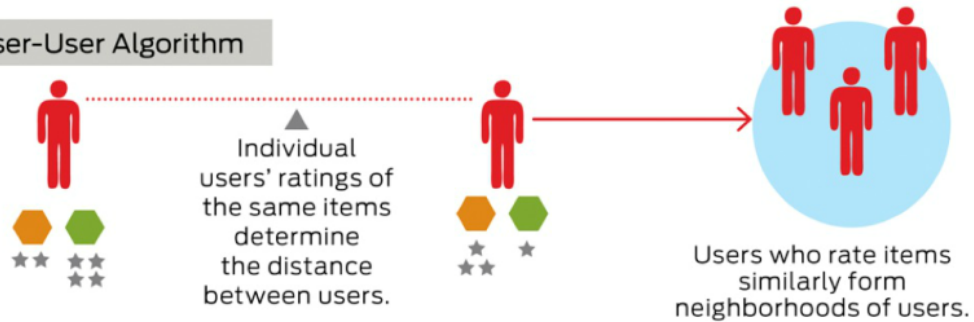 ser-User Algorithm
Individual
users' ratings of
the same items
determine
the distance
between users.
Users who rate items
similarly form
neighborhoods of users.